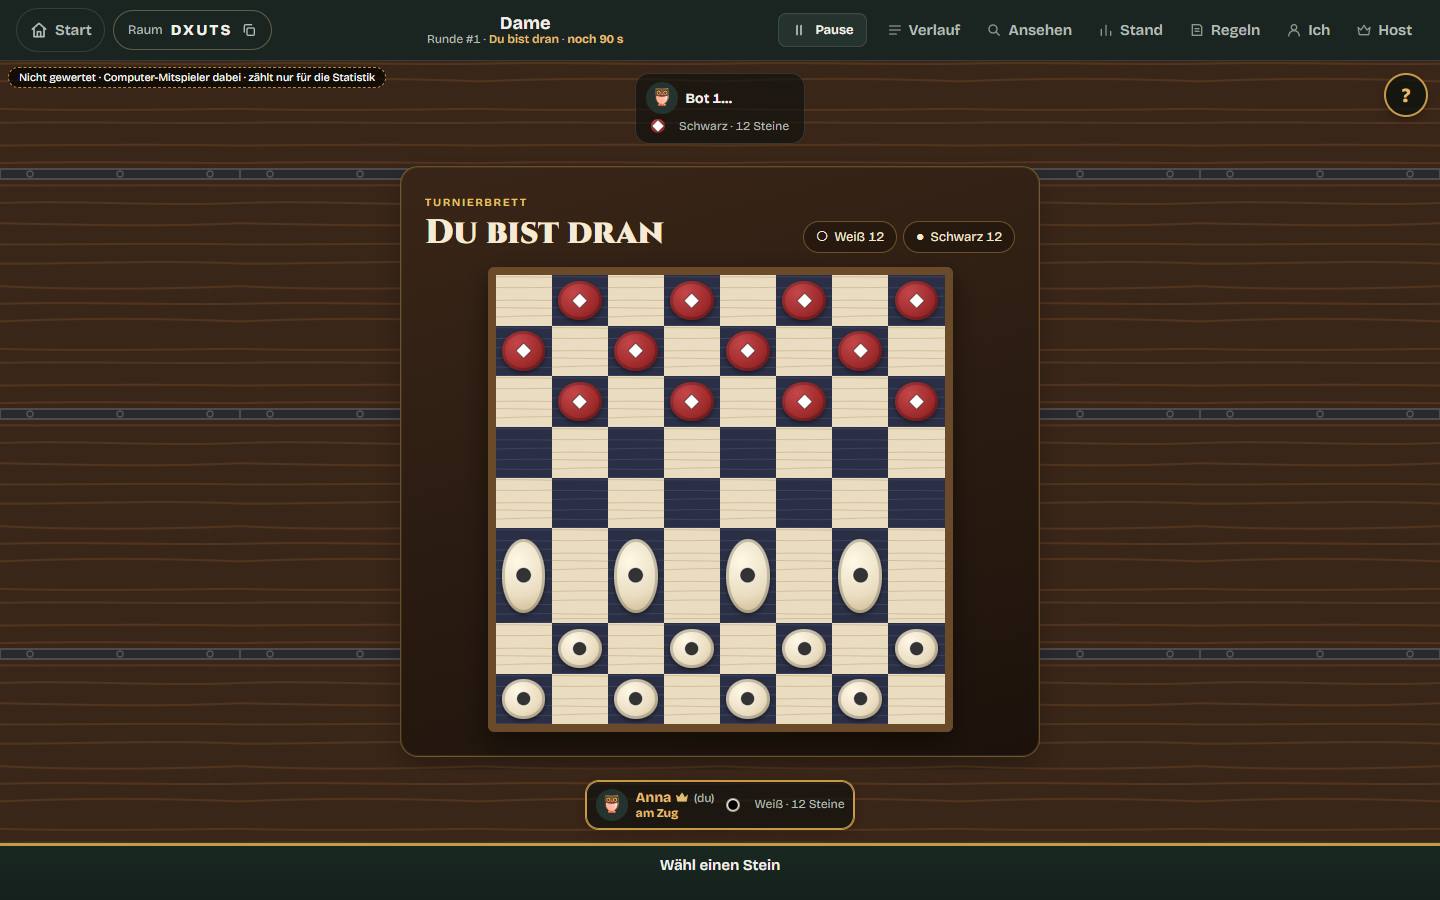 Start
Raum DXUTS
Dame
Runde #1 · Du bist dran · noch 90 s
Pause
Verlauf
Ansehen
Stand
Regeln
Ich
Host
Nicht gewertet · Computer-Mitspieler dabei · zählt nur für die Statistik
Bot 1...
Schwarz · 12 Steine
?
TURNIERBRETT
DU BIST DRAN
Weiß 12
Schwarz 12
Anna (du)
am Zug
Weiß · 12 Steine
Wähl einen Stein